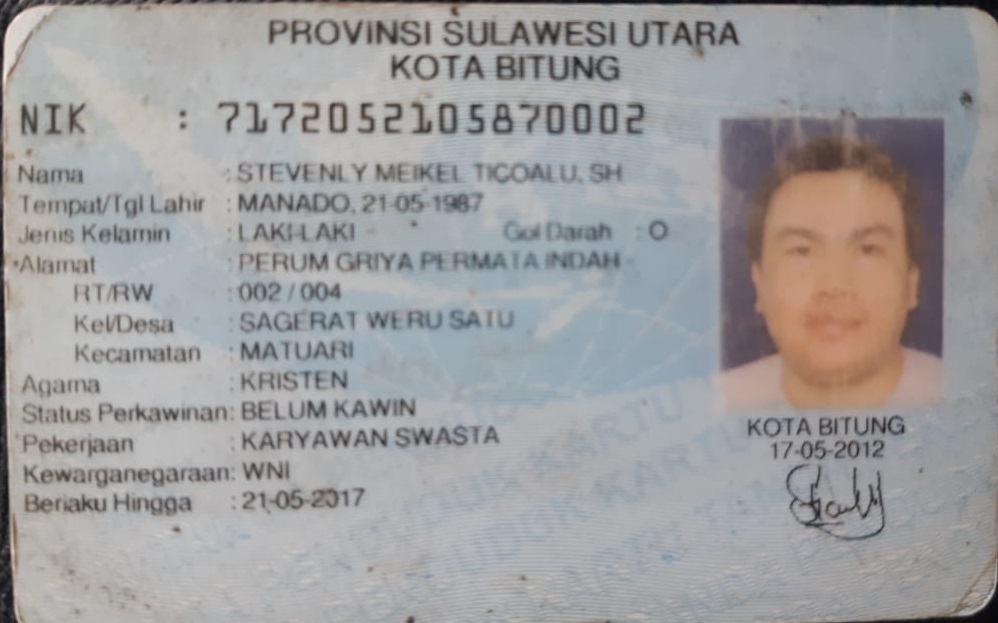 PROVINSI SULAWESI UTARA
KOTA BITUNG
NIK : 7172052105870002
Nama : STEVENLY MEIKEL TICOALU, SH
Tempat/Tgl Lahir : MANADO, 21-05-1987
Jenis Kelamin : LAKI-LAKI Gol Darah : O
Alamat : PERUM GRIYA PERMATA INDAH
RT/RW : 002 / 004
Kel/Desa : SAGERAT WERU SATU
Kecamatan : MATUARI
Agama : KRISTEN
Status Perkawinan: BELUM KAWIN
Pekerjaan : KARYAWAN SWASTA
Kewarganegaraan: WNI
Berlaku Hingga : 21-05-2017
KOTA BITUNG
17-05-2012